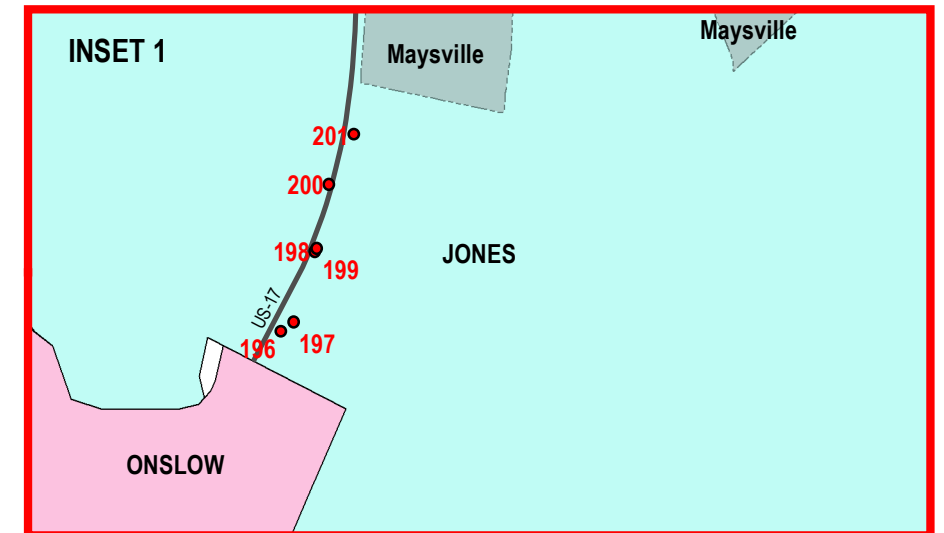 Maysville
INSET 1
Maysville
201
200
198
JONES
199
US-17
197
196
ONSLOW